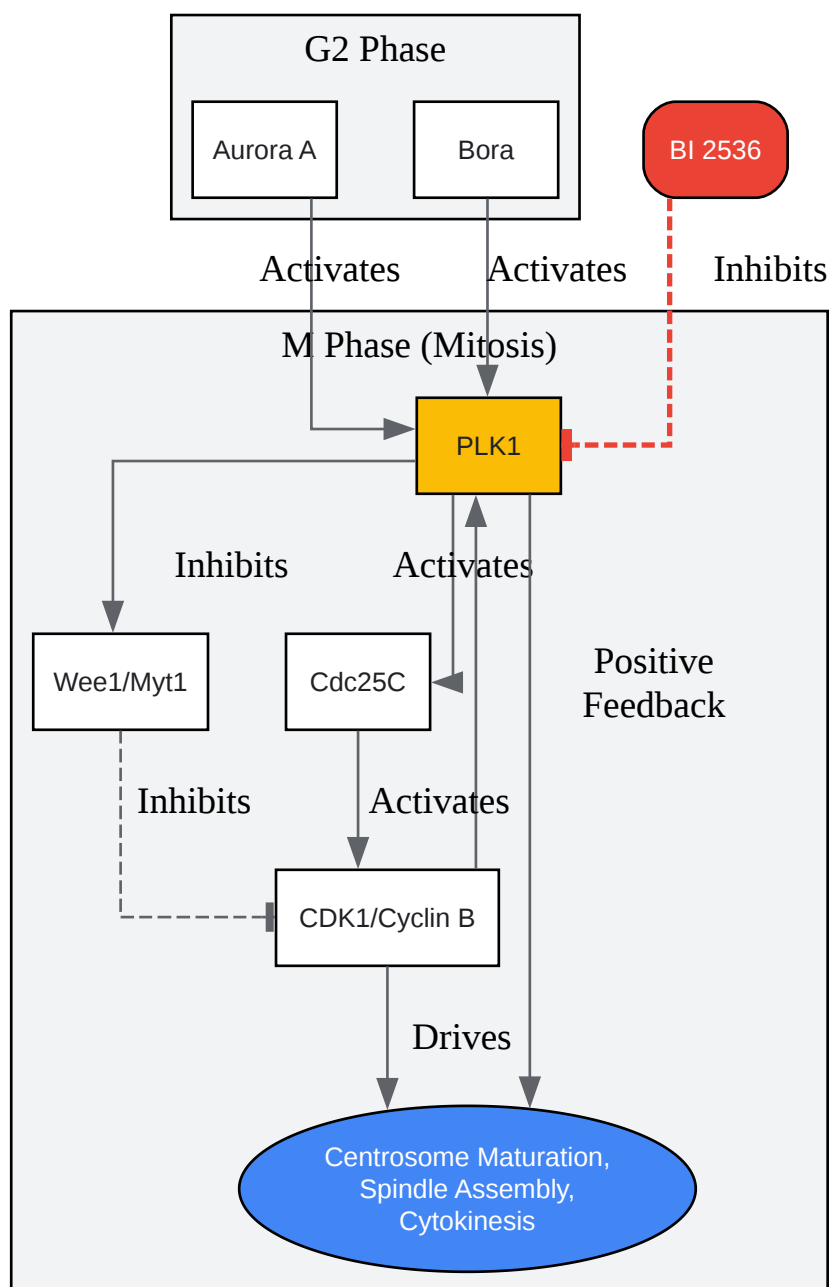 G2 Phase
Aurora A
Bora
BI 2536
Activates
Activates
Inhibits
M Phase (Mitosis)
PLK1
Inhibits
Activates
Wee1/Myt1
Cdc25C
Positive
Feedback
Inhibits
Activates
CDK1/Cyclin B
Drives
Centrosome Maturation,
Spindle Assembly,
Cytokinesis